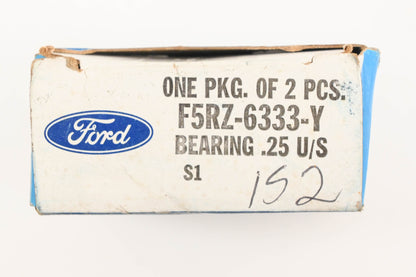 ONE PKG. OF 2 PCS.
Ford
F5RZ-6333-Y
BEARING .25 U/S
S1
152